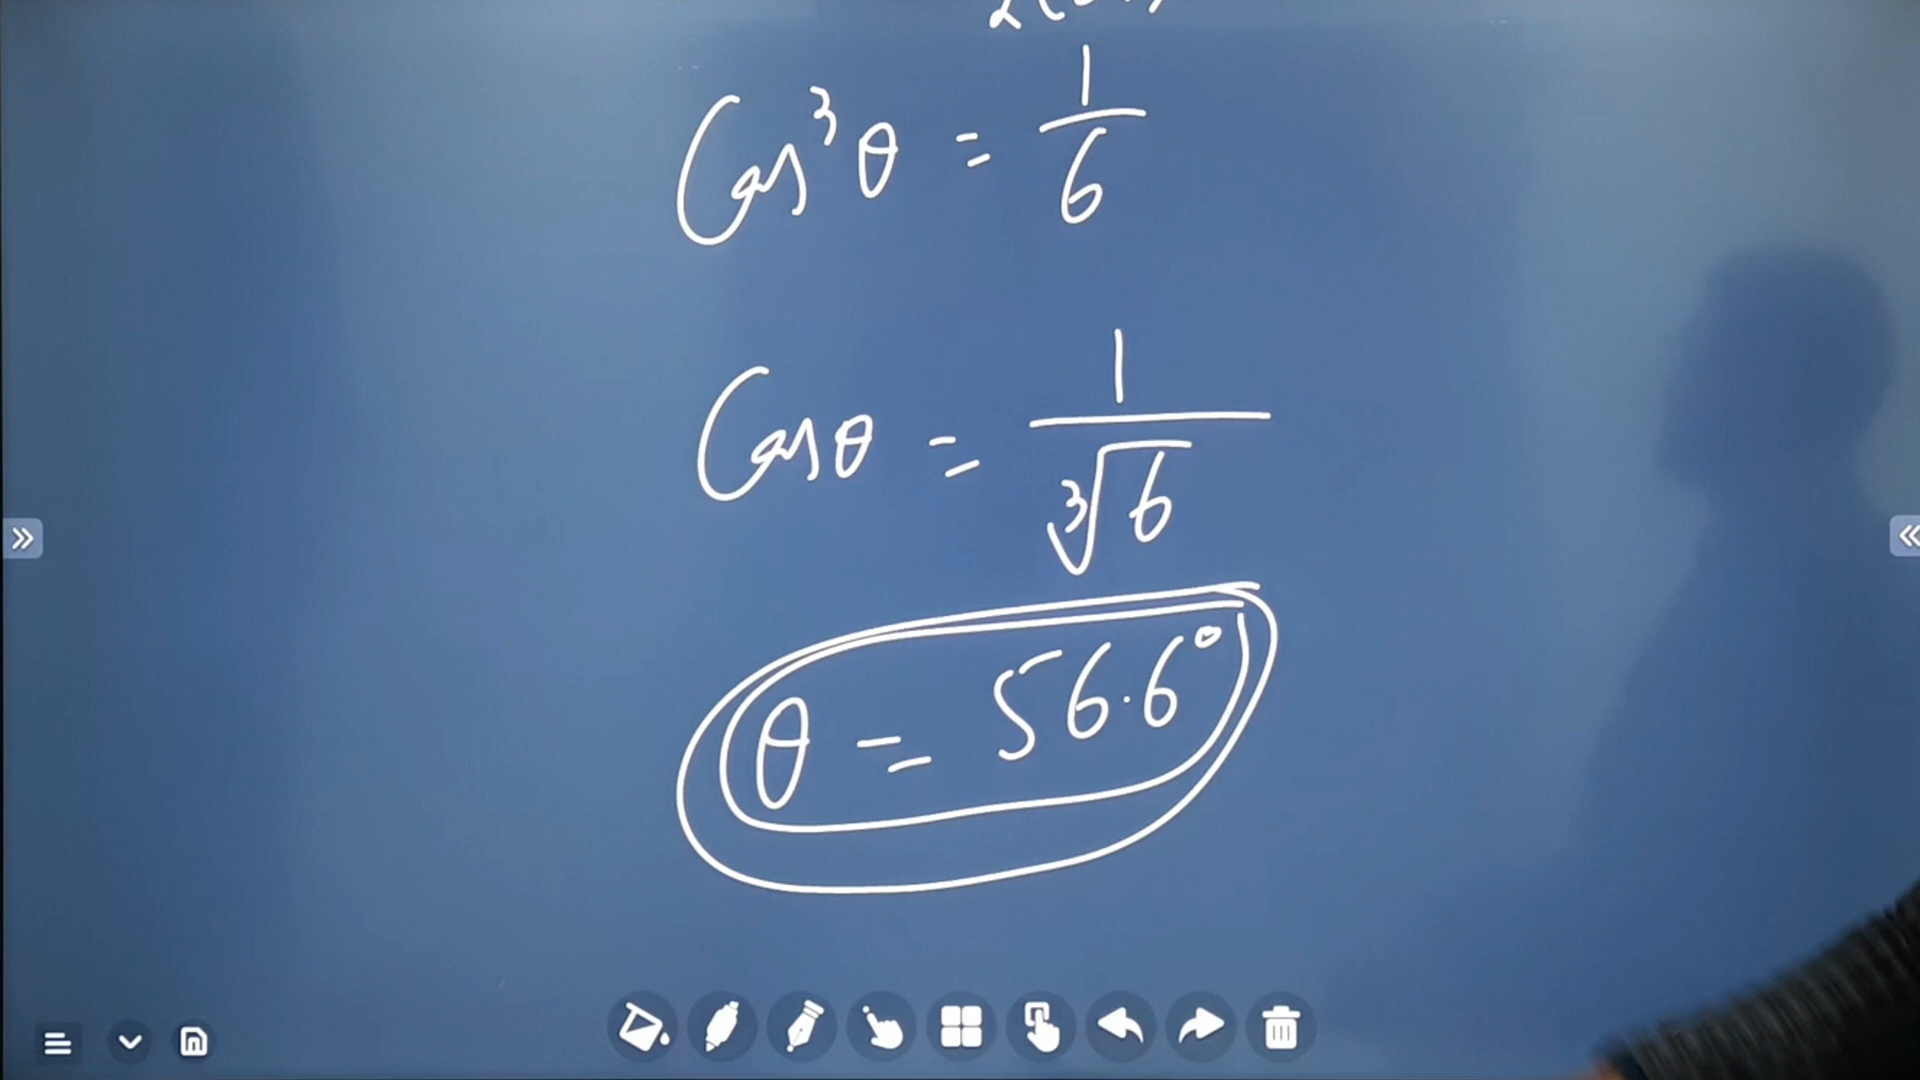 Cos³θ = 1/6
Cosθ = 1/∛6
θ = 56.6°